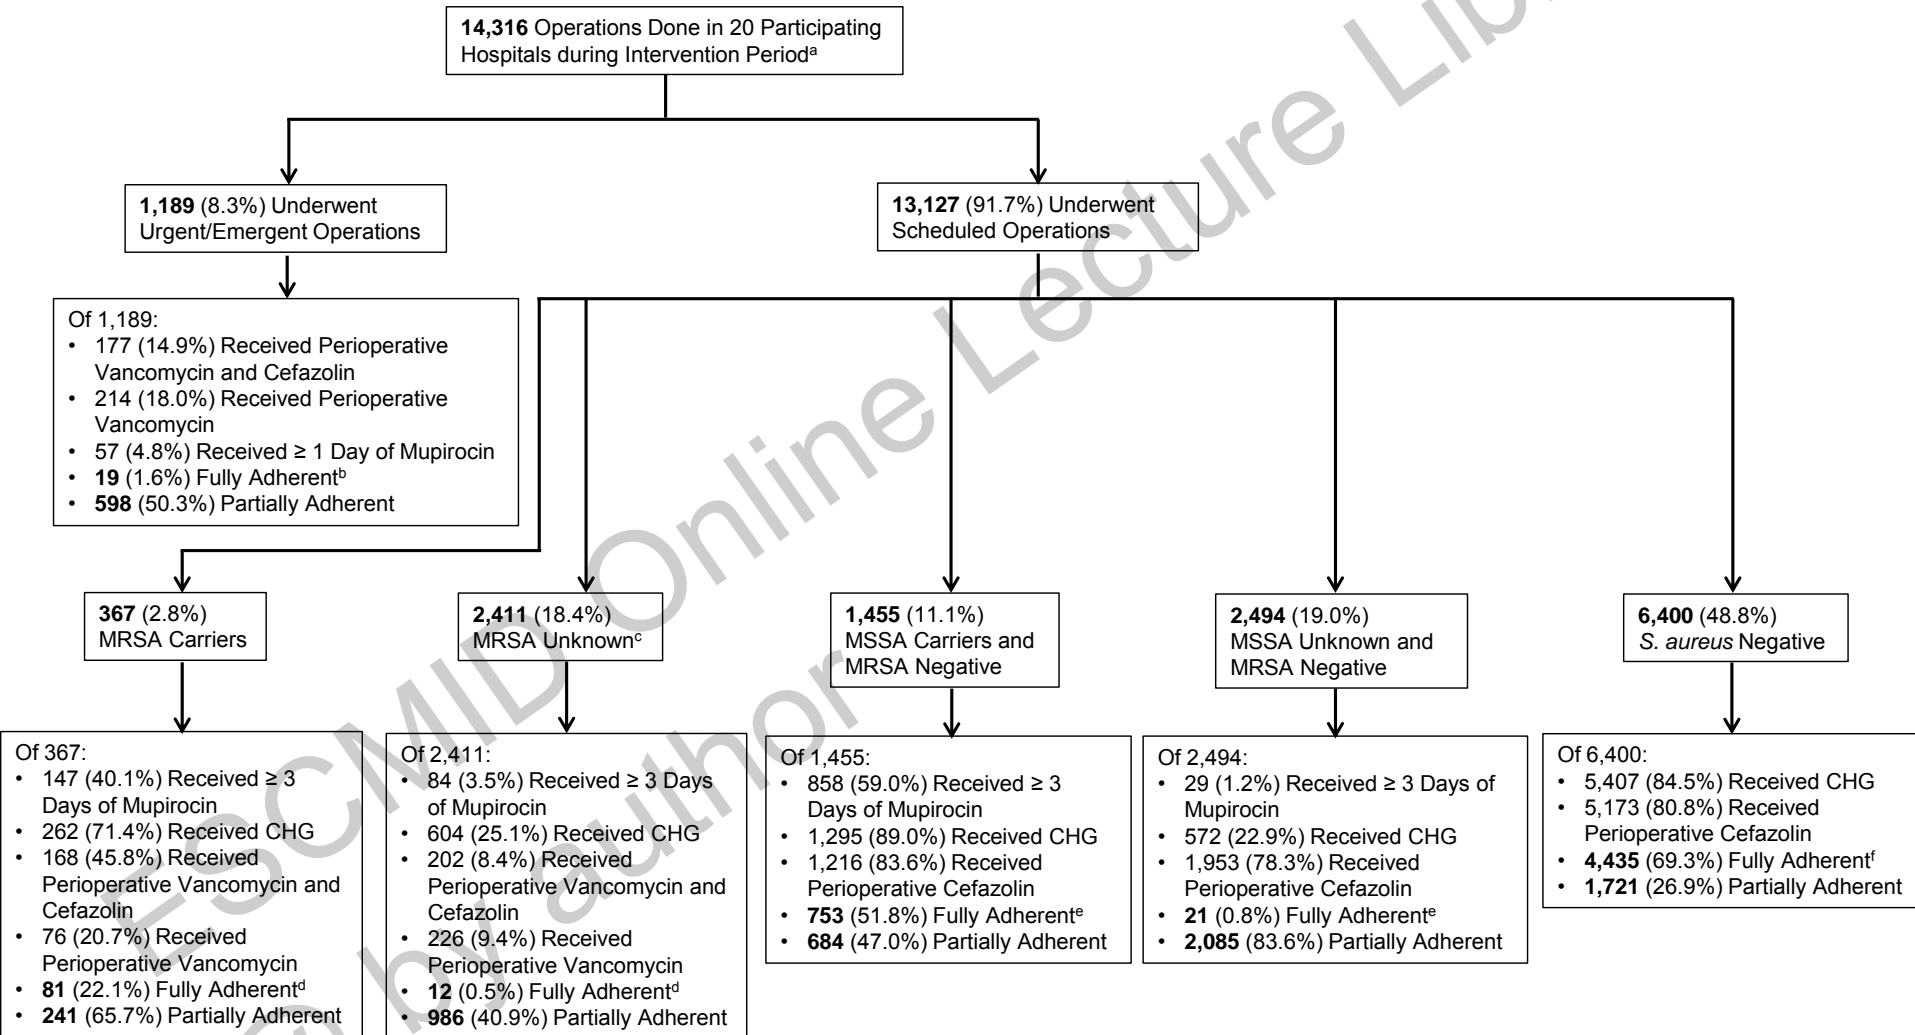 14,316 Operations Done in 20 Participating
Hospitals during Intervention Periodᵃ
1,189 (8.3%) Underwent
Urgent/Emergent Operations
13,127 (91.7%) Underwent
Scheduled Operations
Of 1,189:
• 177 (14.9%) Received Perioperative
Vancomycin and Cefazolin
• 214 (18.0%) Received Perioperative
Vancomycin
• 57 (4.8%) Received ≥ 1 Day of Mupirocin
• 19 (1.6%) Fully Adherentᵇ
• 598 (50.3%) Partially Adherent
367 (2.8%)
MRSA Carriers
2,411 (18.4%)
MRSA Unknownᶜ
1,455 (11.1%)
MSSA Carriers and
MRSA Negative
2,494 (19.0%)
MSSA Unknown and
MRSA Negative
6,400 (48.8%)
S. aureus Negative
Of 367:
• 147 (40.1%) Received ≥ 3
Days of Mupirocin
• 262 (71.4%) Received CHG
• 168 (45.8%) Received
Perioperative Vancomycin and
Cefazolin
• 76 (20.7%) Received
Perioperative Vancomycin
• 81 (22.1%) Fully Adherentᵈ
• 241 (65.7%) Partially Adherent
Of 2,411:
• 84 (3.5%) Received ≥ 3 Days
of Mupirocin
• 604 (25.1%) Received CHG
• 202 (8.4%) Received
Perioperative Vancomycin and
Cefazolin
• 226 (9.4%) Received
Perioperative Vancomycin
• 12 (0.5%) Fully Adherentᵈ
• 986 (40.9%) Partially Adherent
Of 1,455:
• 858 (59.0%) Received ≥ 3
Days of Mupirocin
• 1,295 (89.0%) Received CHG
• 1,216 (83.6%) Received
Perioperative Cefazolin
• 753 (51.8%) Fully Adherentᵉ
• 684 (47.0%) Partially Adherent
Of 2,494:
• 29 (1.2%) Received ≥ 3 Days of
Mupirocin
• 572 (22.9%) Received CHG
• 1,953 (78.3%) Received
Perioperative Cefazolin
• 21 (0.8%) Fully Adherentᵉ
• 2,085 (83.6%) Partially Adherent
Of 6,400:
• 5,407 (84.5%) Received CHG
• 5,173 (80.8%) Received
Perioperative Cefazolin
• 4,435 (69.3%) Fully Adherentᶠ
• 1,721 (26.9%) Partially Adherent
ESCMID Online Lecture
by author